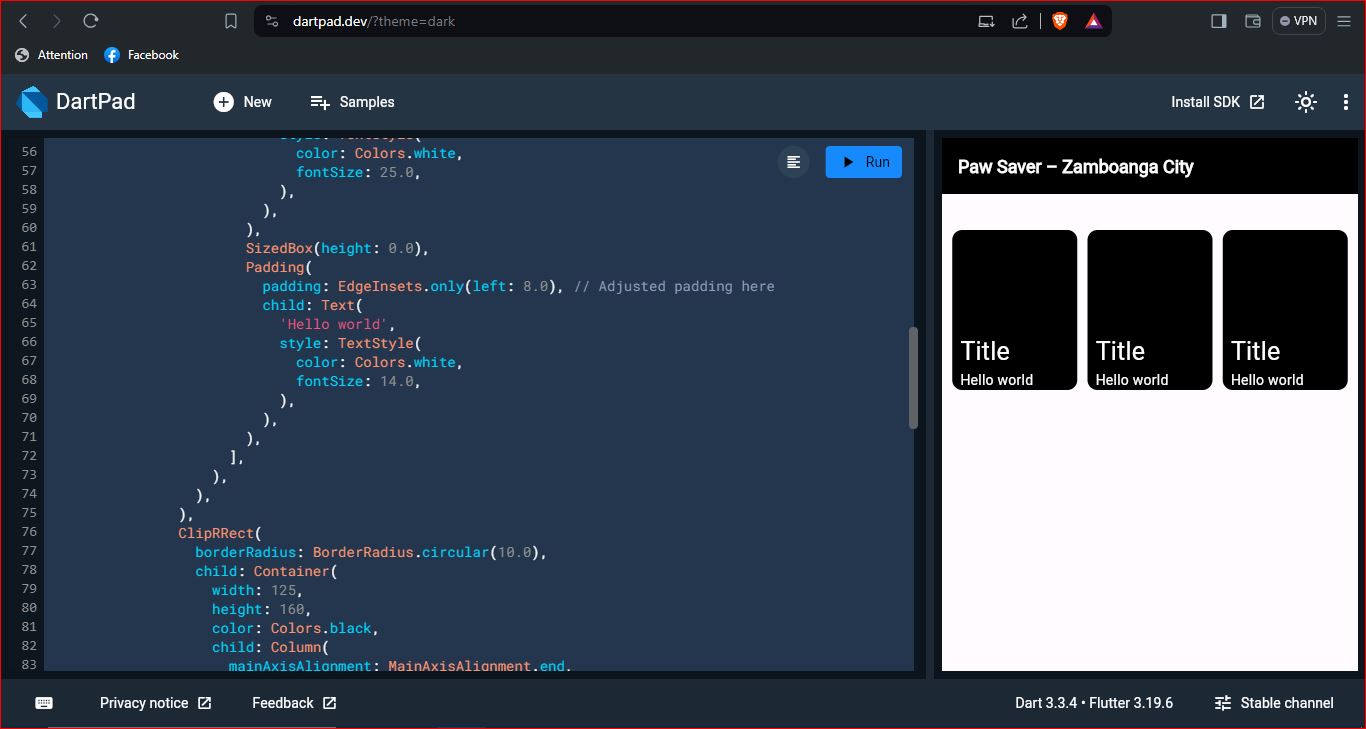 dartpad.dev/?theme=dark
VPN
Attention
Facebook
DartPad
New
Samples
Install SDK
style: TextStyle(
56 color: Colors.white,
57 fontSize: 25.0,
58 ),
59 ),
60 ),
61 SizedBox(height: 0.0),
62 Padding(
63 padding: EdgeInsets.only(left: 8.0), // Adjusted padding here
64 child: Text(
65 'Hello world',
66 style: TextStyle(
67 color: Colors.white,
68 fontSize: 14.0,
69 ),
70 ),
71 ),
72 ],
73 ),
74 ),
75 ),
76 ClipRRect(
77 borderRadius: BorderRadius.circular(10.0),
78 child: Container(
79 width: 125,
80 height: 160,
81 color: Colors.black,
82 child: Column(
83 mainAxisAlignment: MainAxisAlignment.end,
Run
Paw Saver – Zamboanga City
Title
Hello world
Title
Hello world
Title
Hello world
Privacy notice
Feedback
Dart 3.3.4 • Flutter 3.19.6
Stable channel